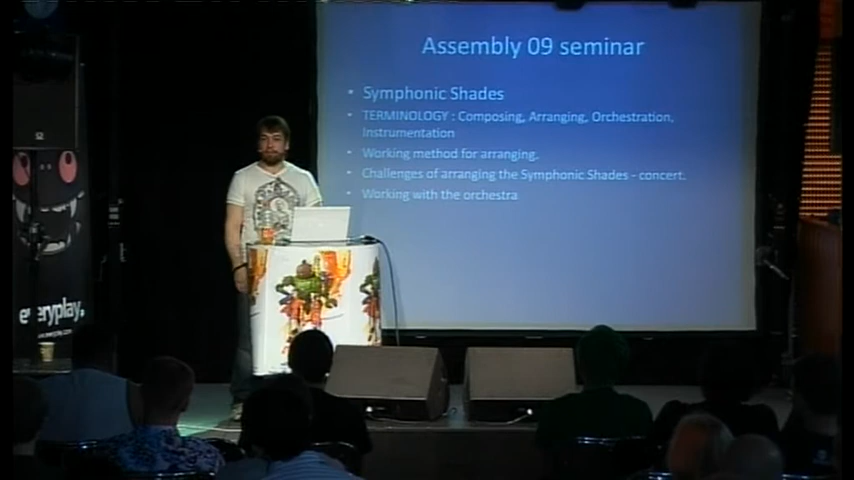 Assembly 09 seminar
• Symphonic Shades
• TERMINOLOGY : Composing, Arranging, Orchestration,
Instrumentation
• Working method for arranging.
• Challenges of arranging the Symphonic Shades - concert.
• Working with the orchestra
everyplay.